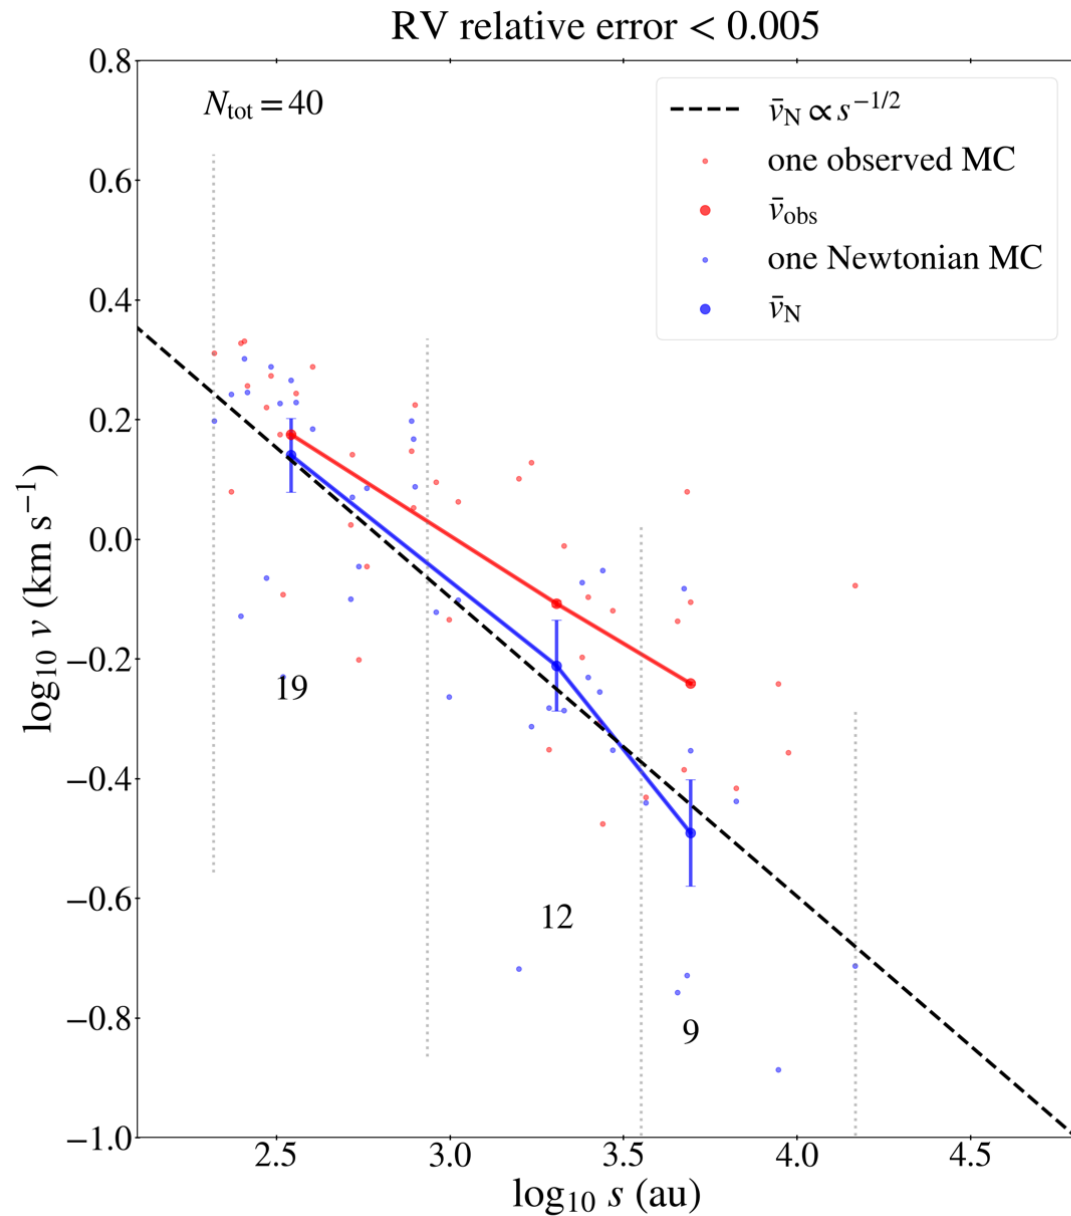 RV relative error < 0.005
N_tot = 40
v̄_N ∝ s^{-1/2}
one observed MC
v̄_obs
one Newtonian MC
v̄_N
0.8
0.6
0.4
0.2
0.0
−0.2
−0.4
−0.6
−0.8
−1.0
log₁₀ v (km s⁻¹)
19
12
9
2.5 3.0 3.5 4.0 4.5
log₁₀ s (au)